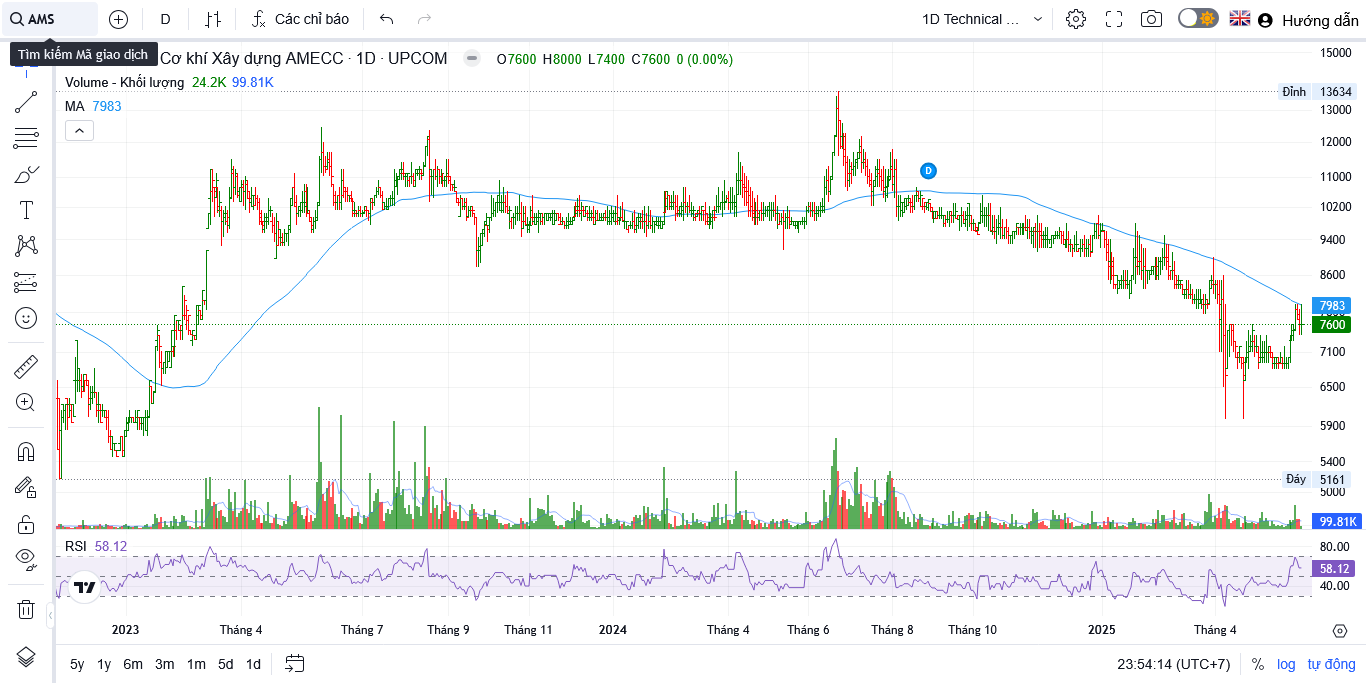 AMS
D
Các chỉ báo
1D Technical ...
Hướng dẫn
Tìm kiếm Mã giao dịch
Cơ khí Xây dựng AMECC · 1D · UPCOM
O7600 H8000 L7400 C7600 0 (0.00%)
Volume - Khối lượng 24.2K 99.81K
MA 7983
D
15000
Đỉnh 13634
13000
12000
11000
10200
9400
8600
7983
7600
7100
6500
5900
5400
Đáy 5161
5000
99.81K
RSI 58.12
80.00
58.12
40.00
2023
Tháng 4
Tháng 7
Tháng 9
Tháng 11
2024
Tháng 4
Tháng 6
Tháng 8
Tháng 10
2025
Tháng 4
5y 1y 6m 3m 1m 5d 1d
23:54:14 (UTC+7)
%
log
tự động